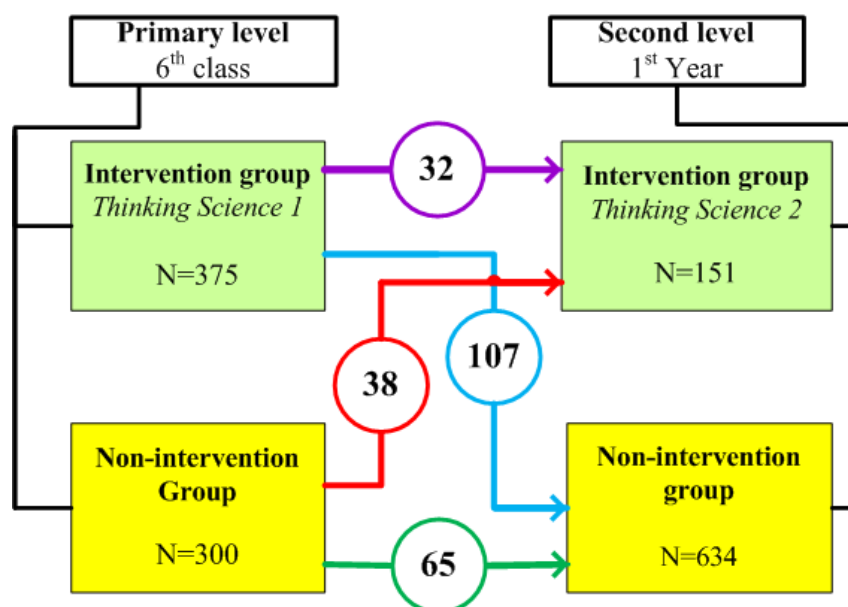 Primary level
6th class
Second level
1st Year
Intervention group
Thinking Science 1
N=375
32
Intervention group
Thinking Science 2
N=151
38
107
Non-intervention
Group
N=300
65
Non-intervention
group
N=634